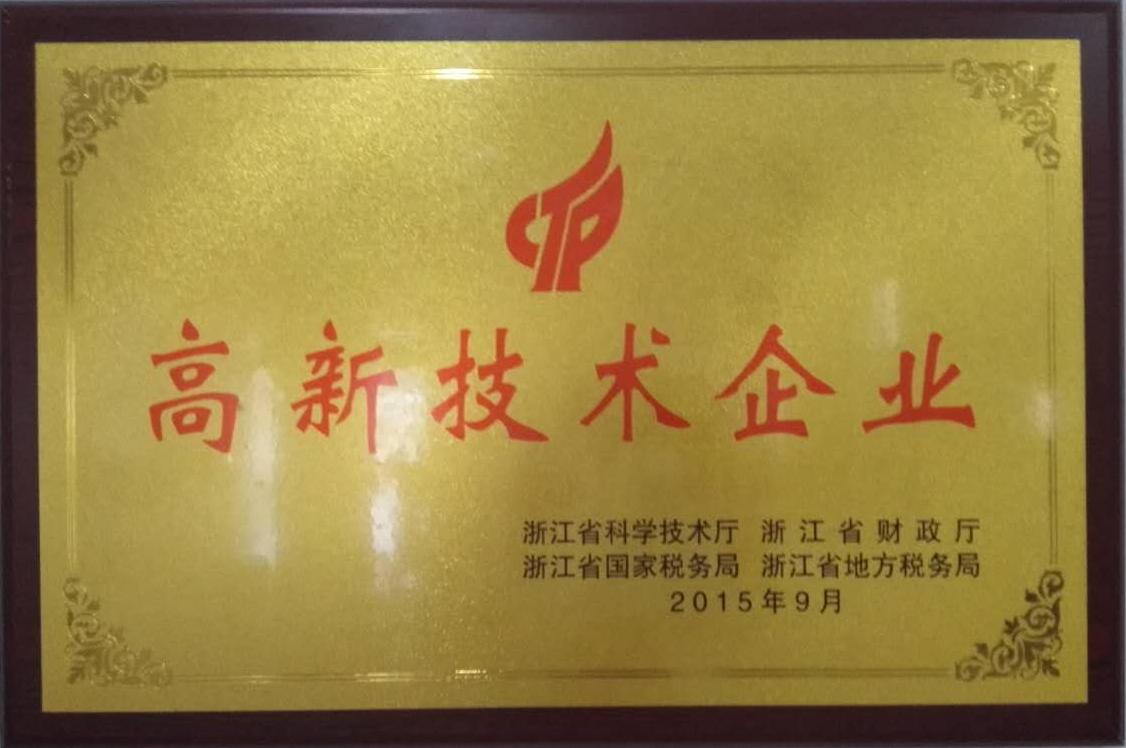 高新技术企业
浙江省科学技术厅 浙江省财政厅
浙江省国家税务局 浙江省地方税务局
2015年9月